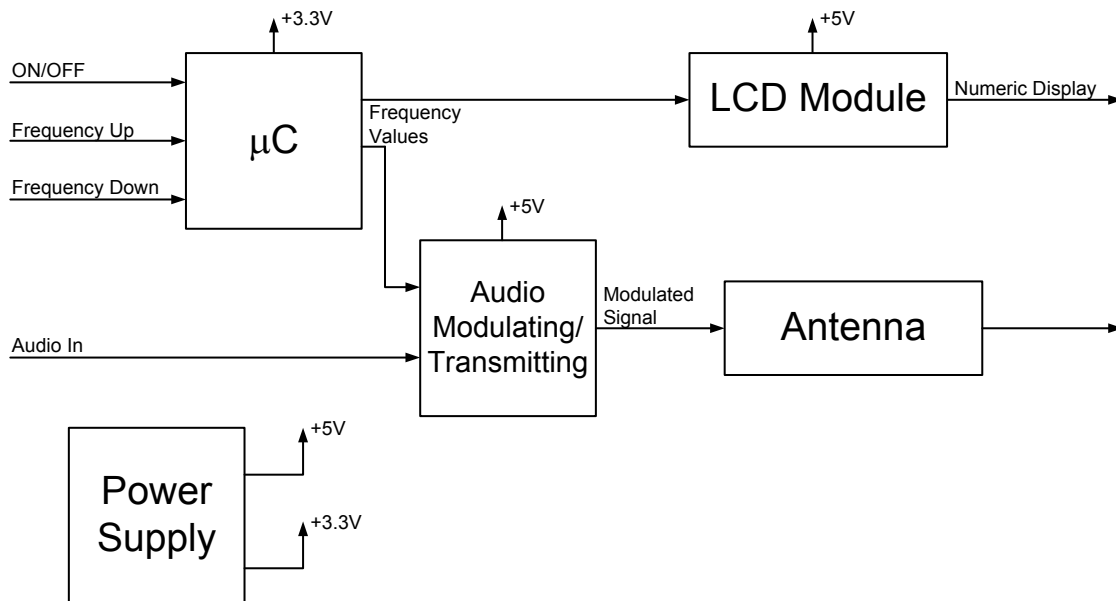 +3.3V
+5V
ON/OFF
Frequency Up
Frequency Down
μC
Frequency
Values
LCD Module
Numeric Display
+5V
Audio
Modulating/
Transmitting
Modulated
Signal
Antenna
Audio In
Power
Supply
+5V
+3.3V